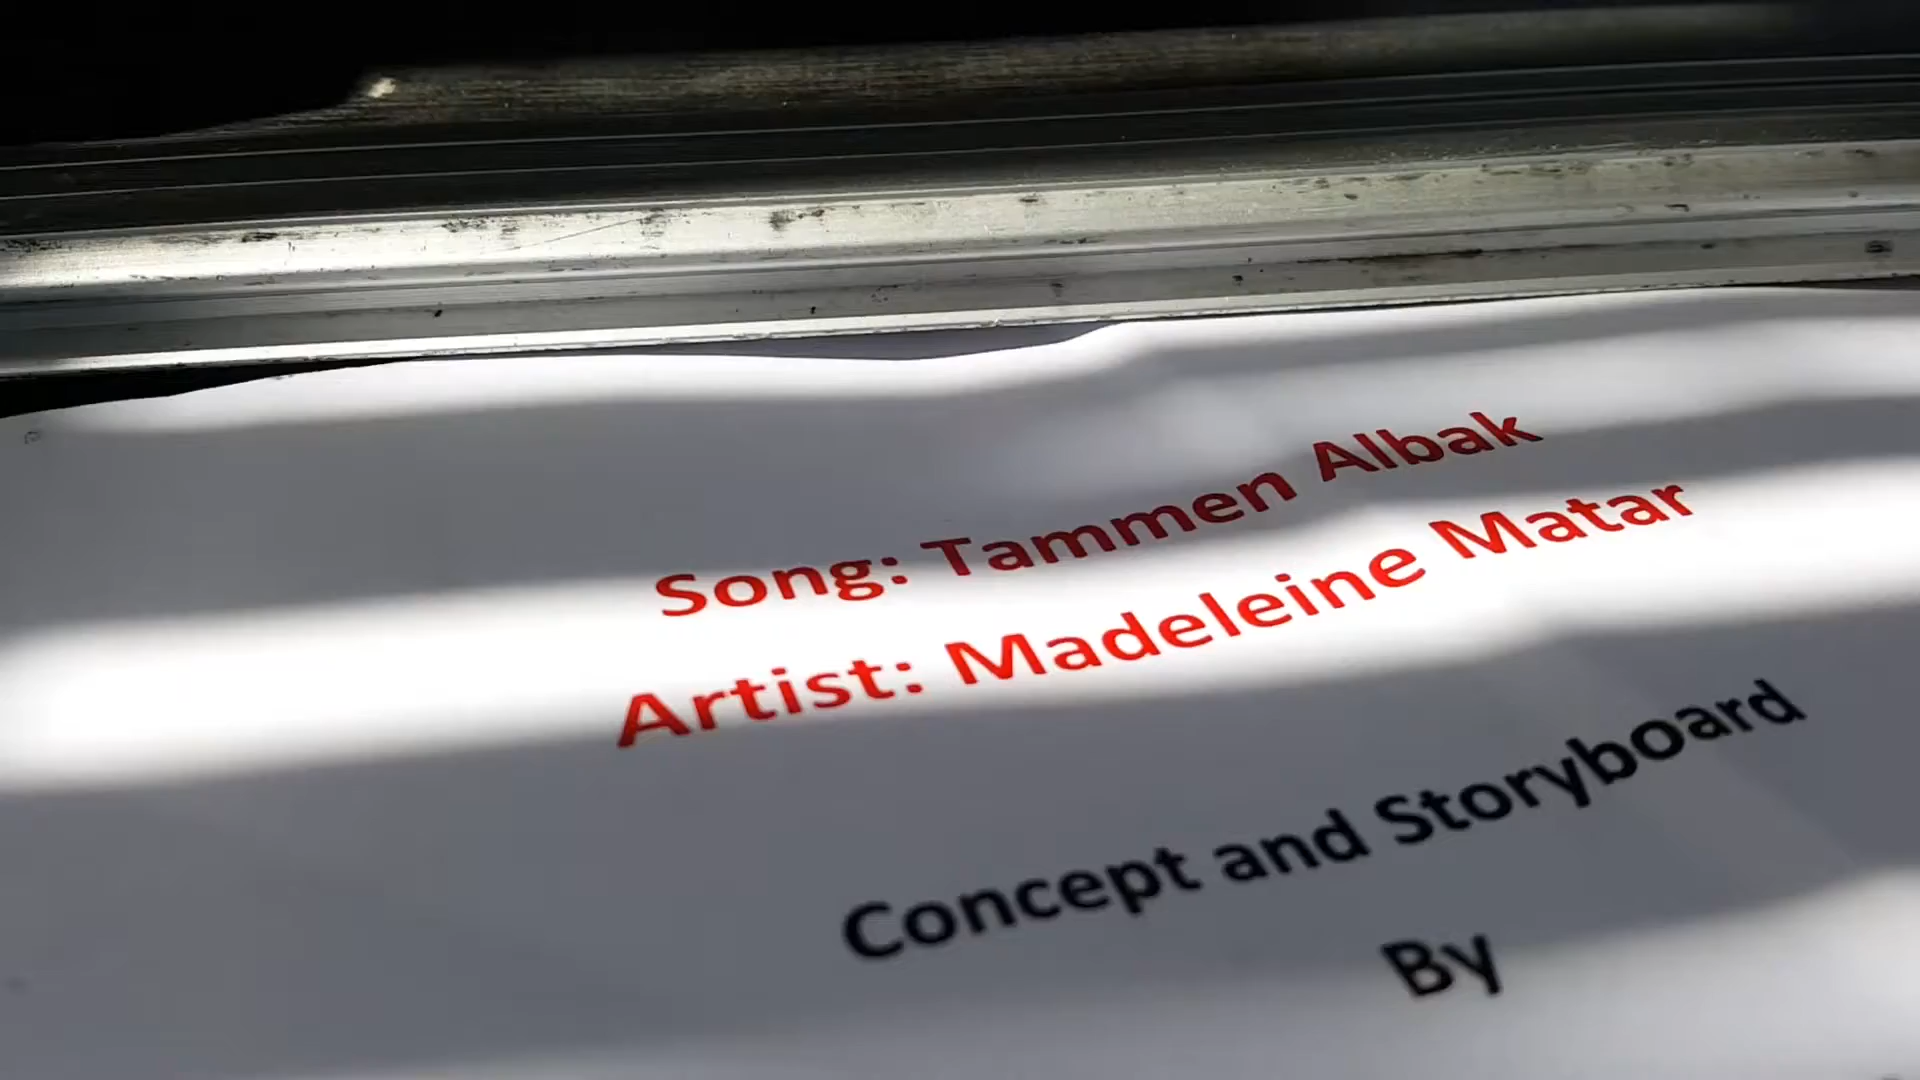 Song: Tammen Albak
Artist: Madeleine Matar
Concept and Storyboard
By